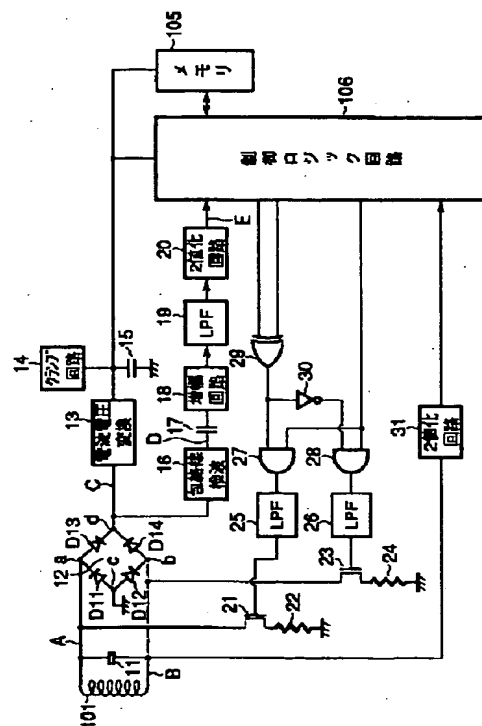 105
メモリ
106
制御ロジック回路
14
クランプ
回路
15
13
電流電圧
変換
C
D
E
16
包絡線
検波
17
18
増幅
回路
19
LPF
20
2値化
回路
29
30
27
28
25
LPF
26
LPF
31
2値化
回路
D13
D14
12
a
b
c
d
D11
D12
A
B
11
101
21
22
23
24